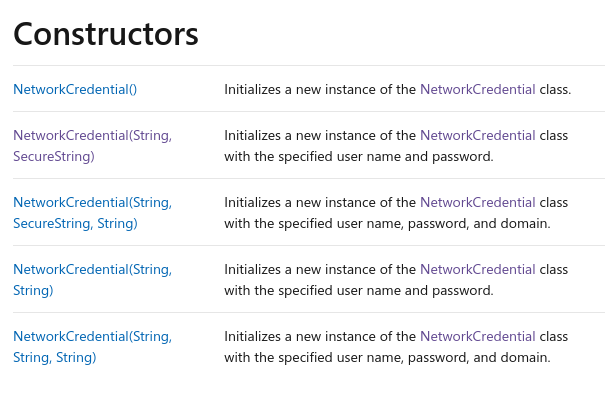 Constructors
NetworkCredential()
Initializes a new instance of the NetworkCredential class.
NetworkCredential(String,
SecureString)
Initializes a new instance of the NetworkCredential class
with the specified user name and password.
NetworkCredential(String,
SecureString, String)
Initializes a new instance of the NetworkCredential class
with the specified user name, password, and domain.
NetworkCredential(String,
String)
Initializes a new instance of the NetworkCredential class
with the specified user name and password.
NetworkCredential(String,
String, String)
Initializes a new instance of the NetworkCredential class
with the specified user name, password, and domain.